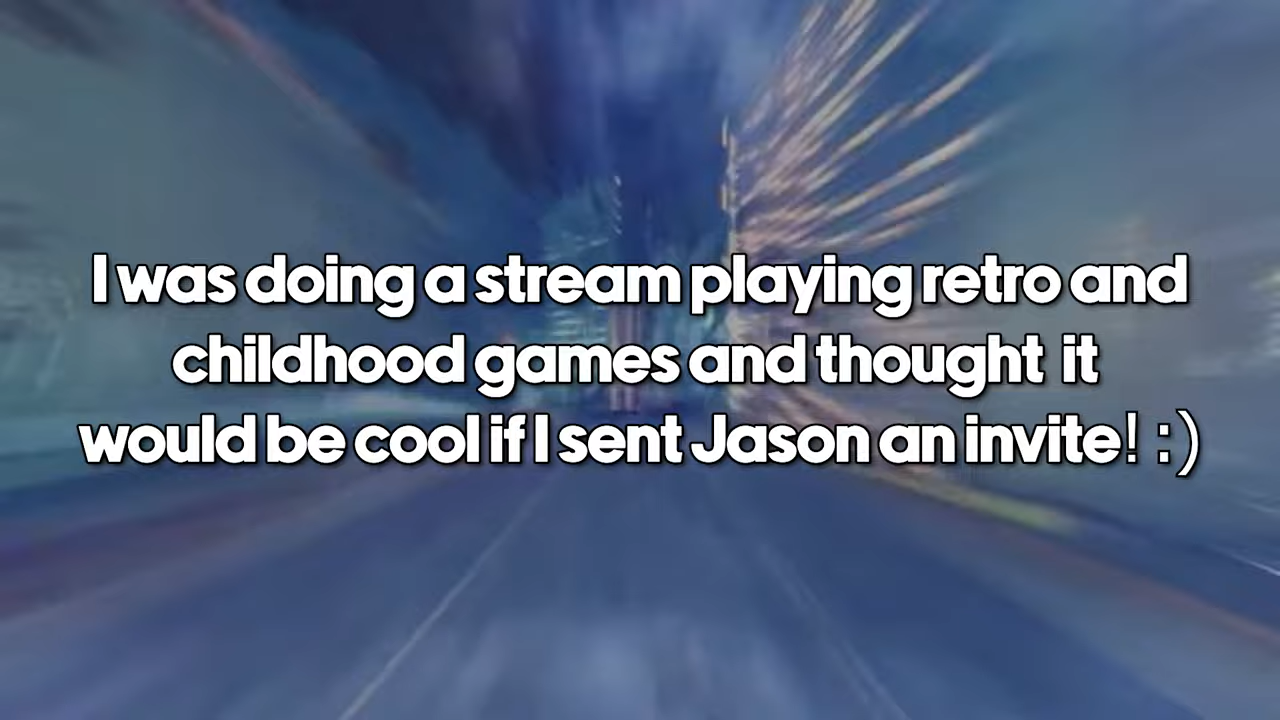 I was doing a stream playing retro and
childhood games and thought it
would be cool if I sent Jason an invite! :)